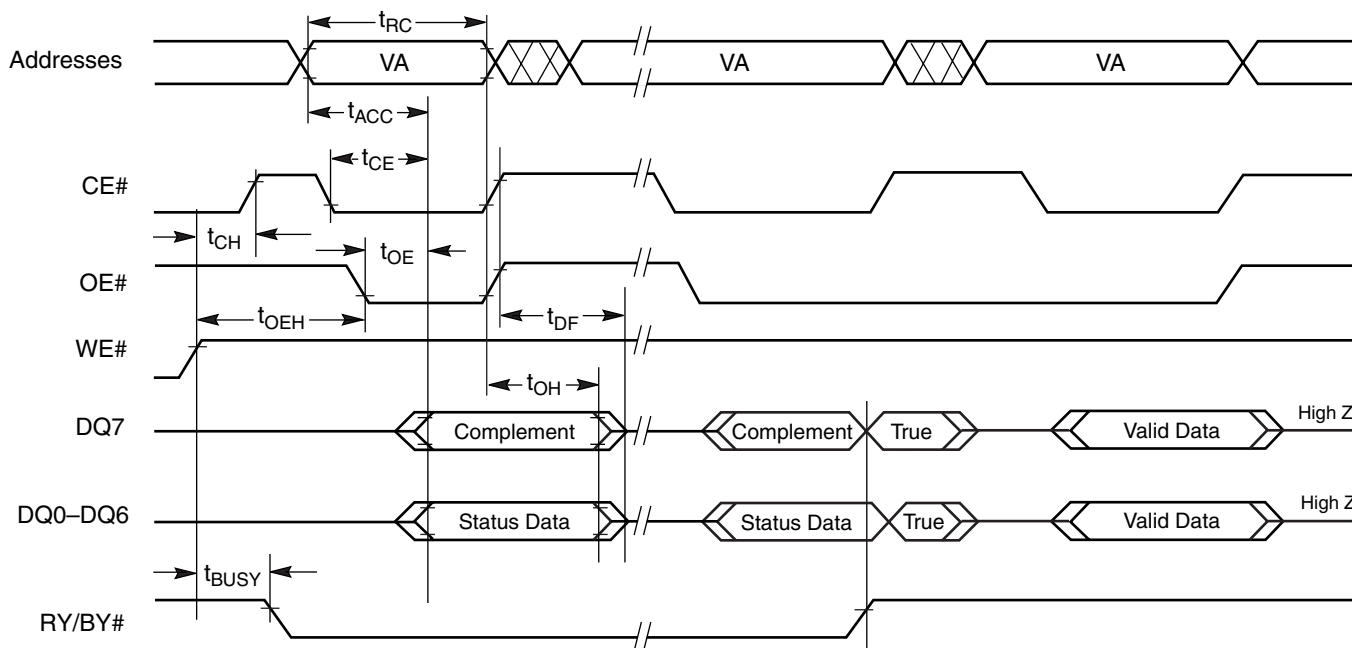 tRC
Addresses VA VA VA
tACC
tCE
CE#
tCH tOE
OE#
tOEH tDF
WE#
tOH
DQ7 Complement Complement True Valid Data High Z
DQ0–DQ6 Status Data Status Data True Valid Data High Z
tBUSY
RY/BY#